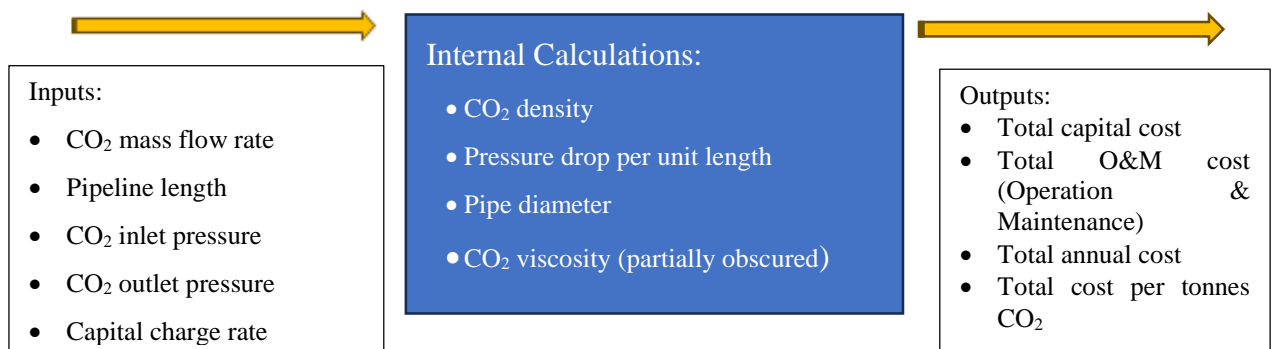 Inputs:
• CO₂ mass flow rate
• Pipeline length
• CO₂ inlet pressure
• CO₂ outlet pressure
• Capital charge rate
Internal Calculations:
• CO₂ density
• Pressure drop per unit length
• Pipe diameter
• CO₂ viscosity (partially obscured)
Outputs:
• Total capital cost
• Total O&M cost
(Operation &
Maintenance)
• Total annual cost
• Total cost per tonnes
CO₂